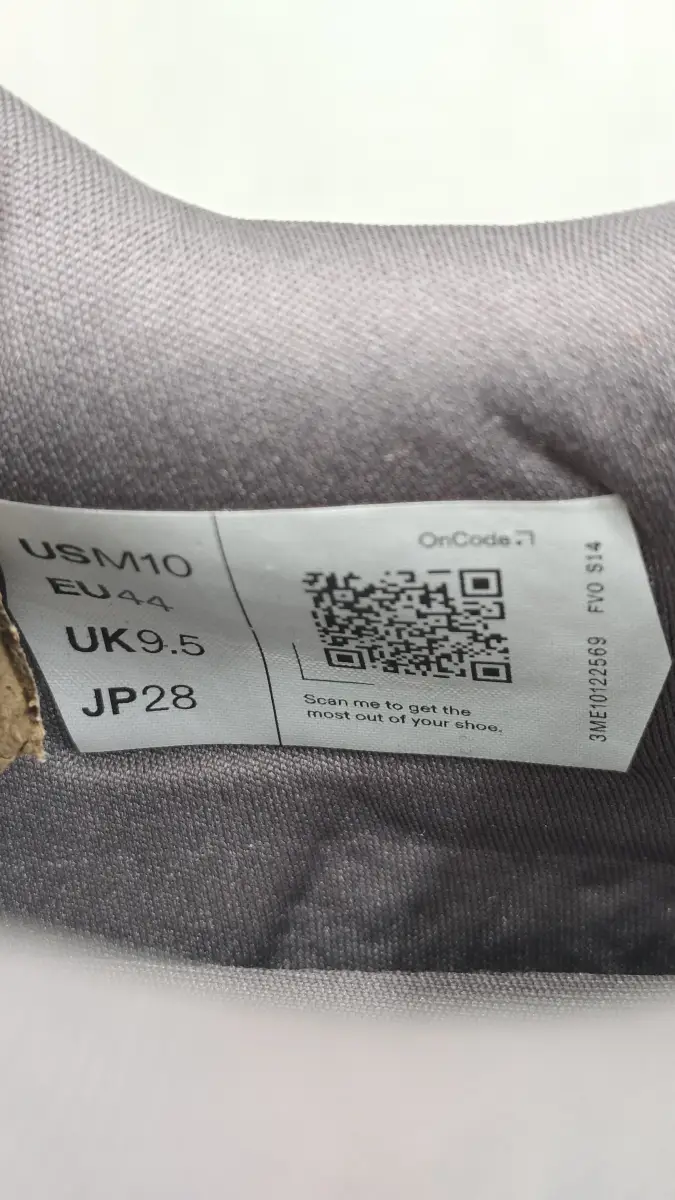 USM10
EU44
UK9.5
JP28
OnCode
Scan me to get the
most out of your shoe.
3ME10122569 FVO S14